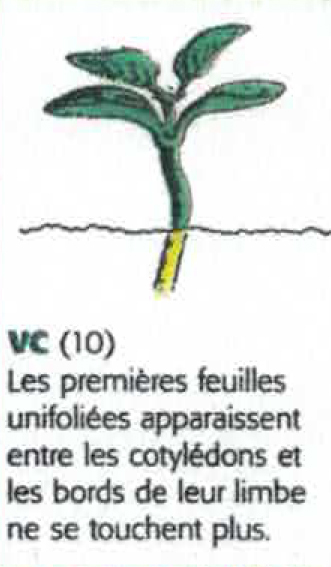 VC (10)
Les premières feuilles
unifoliées apparaissent
entre les cotylédons et
les bords de leur limbe
ne se touchent plus.